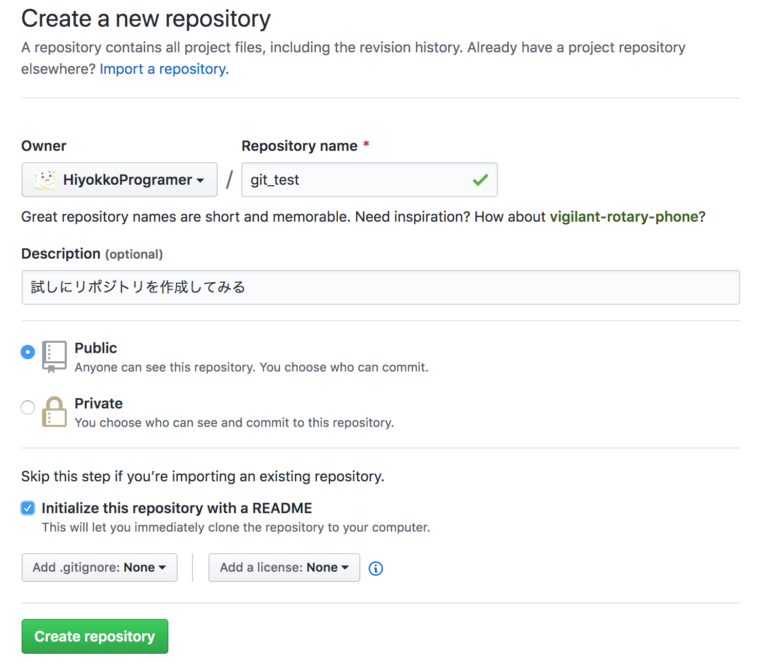 Create a new repository
A repository contains all project files, including the revision history. Already have a project repository
elsewhere? Import a repository.
Owner
Repository name *
HiyokkoProgramer
/
git_test
Great repository names are short and memorable. Need inspiration? How about vigilant-rotary-phone?
Description (optional)
試しにリポジトリを作成してみる
Public
Anyone can see this repository. You choose who can commit.
Private
You choose who can see and commit to this repository.
Skip this step if you’re importing an existing repository.
Initialize this repository with a README
This will let you immediately clone the repository to your computer.
Add .gitignore: None
Add a license: None
Create repository